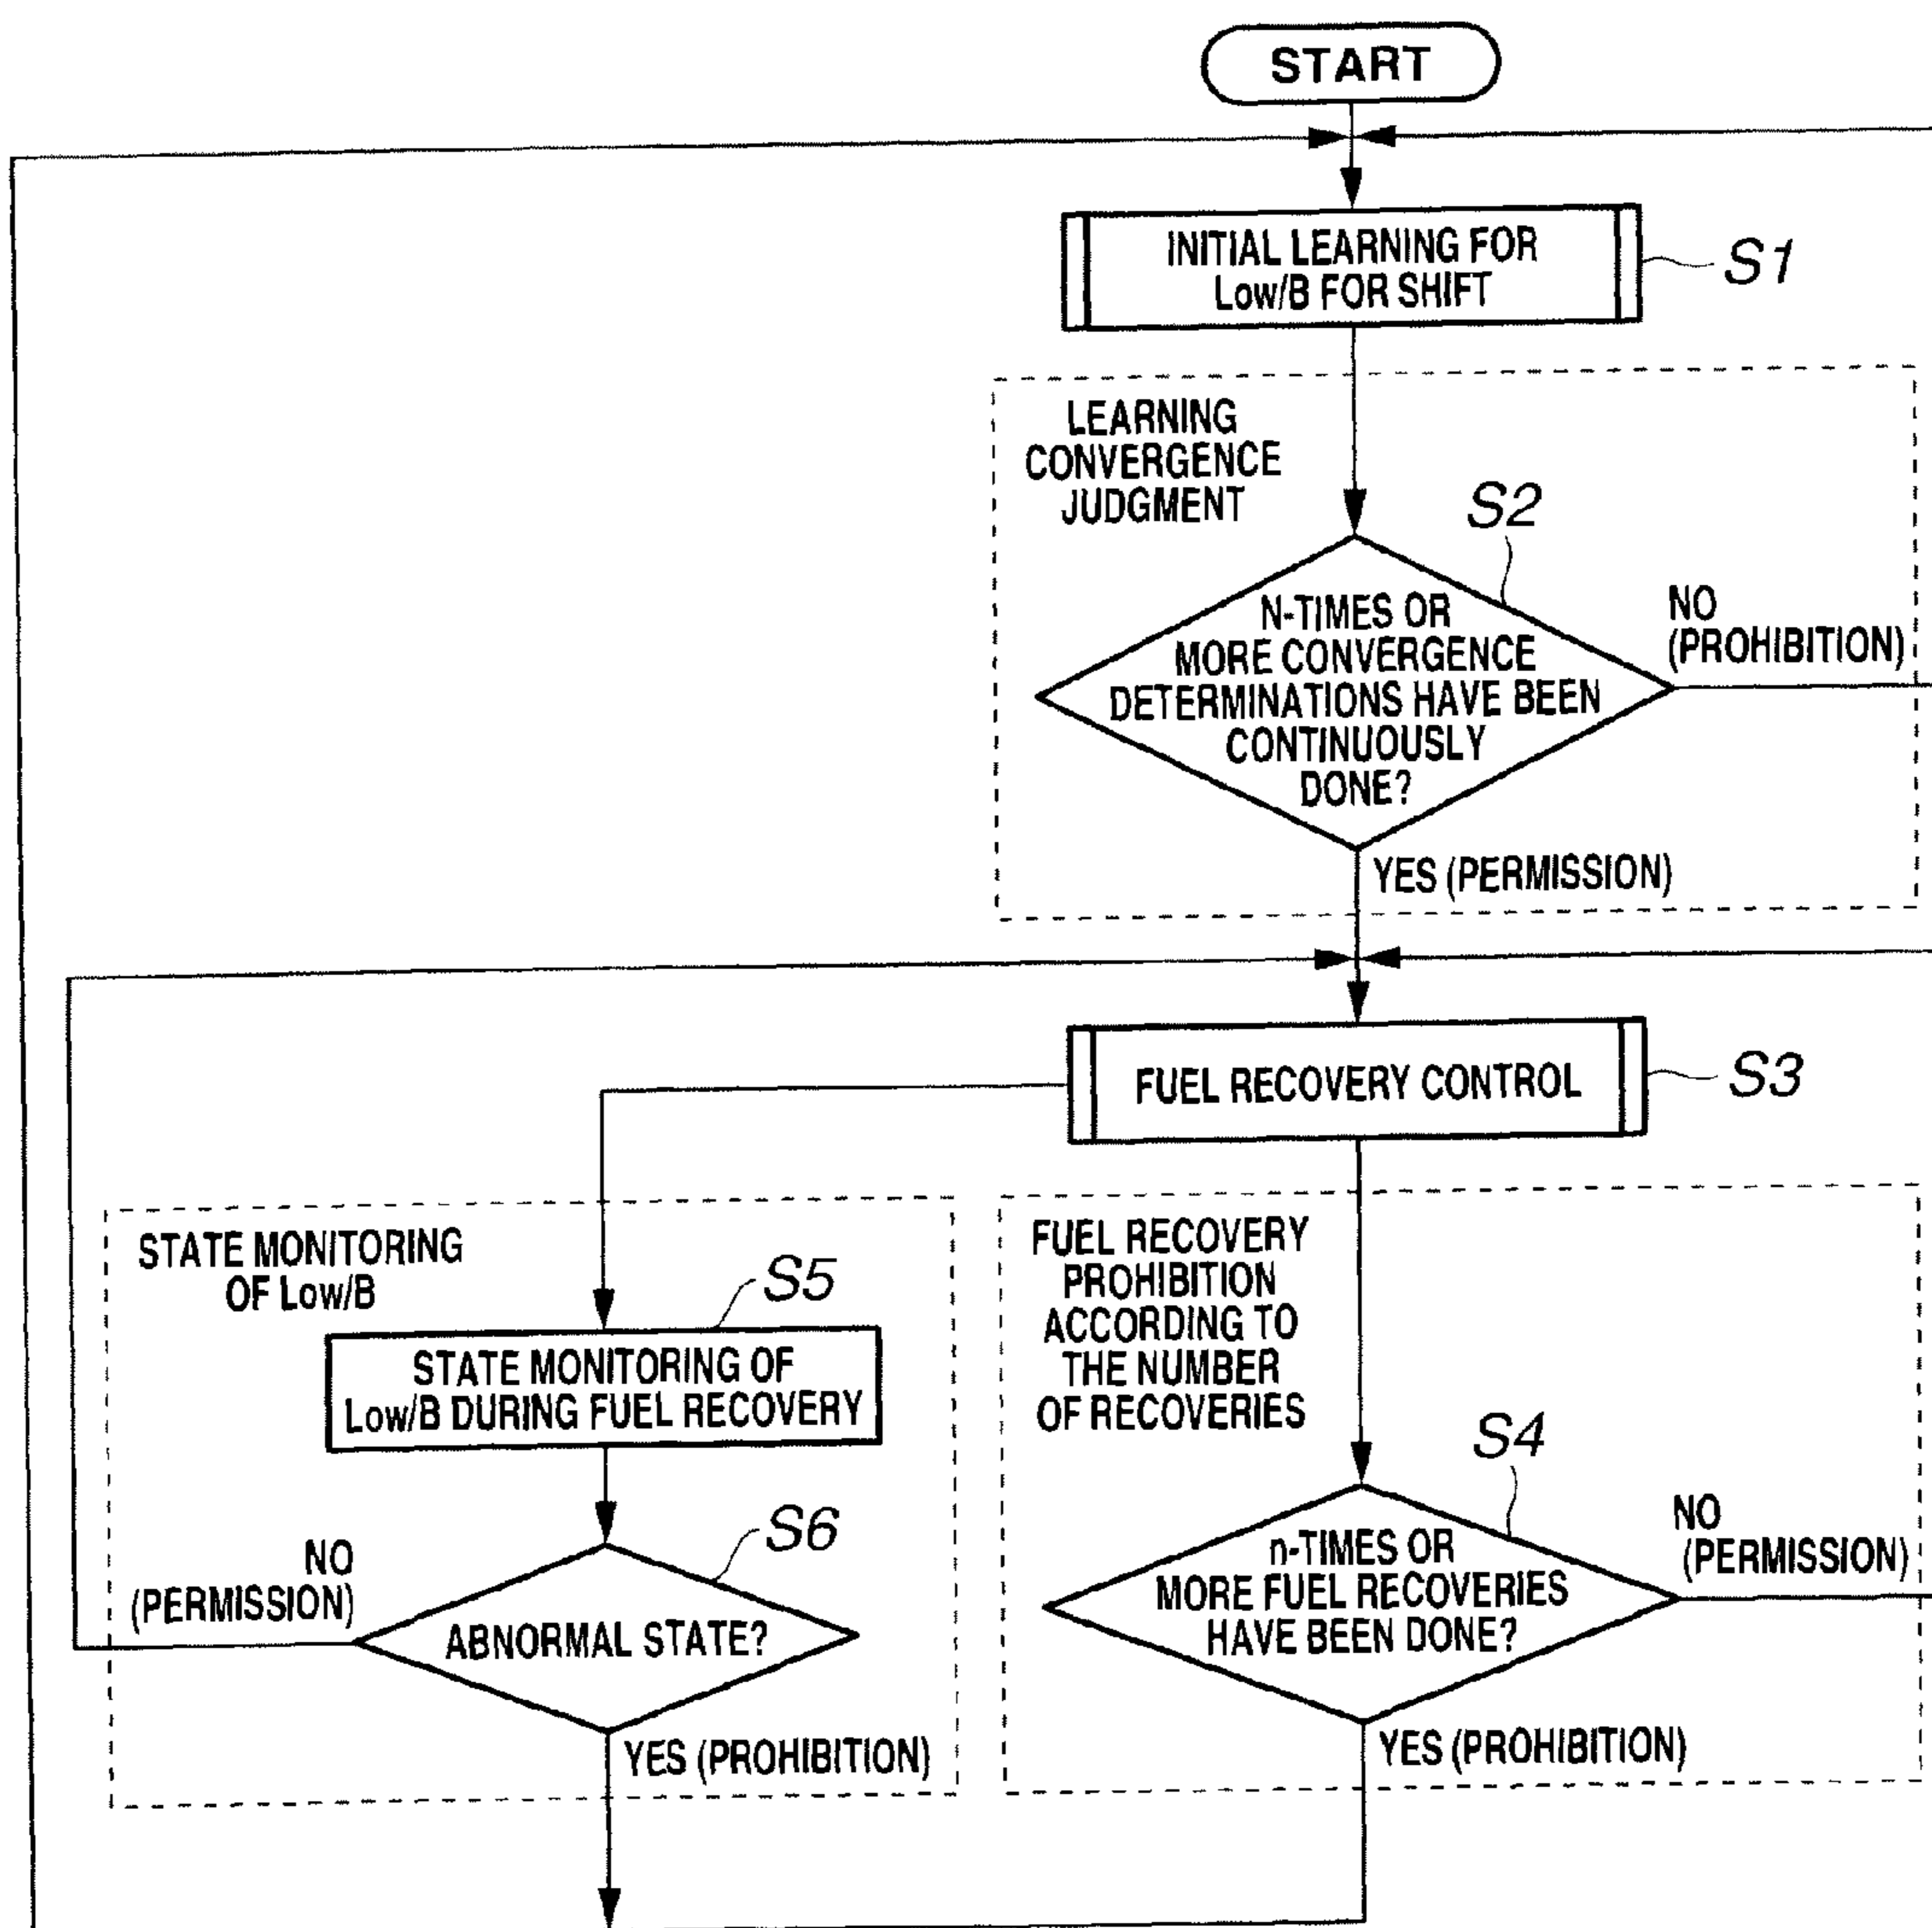 START
INITIAL LEARNING FOR
Low/B FOR SHIFT
S1
LEARNING
CONVERGENCE
JUDGMENT
S2
N-TIMES OR
MORE CONVERGENCE
DETERMINATIONS HAVE BEEN
CONTINUOUSLY
DONE?
NO
(PROHIBITION)
YES (PERMISSION)
FUEL RECOVERY CONTROL
S3
STATE MONITORING
OF Low/B
S5
STATE MONITORING OF
Low/B DURING FUEL RECOVERY
S6
NO
(PERMISSION)
ABNORMAL STATE?
YES (PROHIBITION)
FUEL RECOVERY
PROHIBITION
ACCORDING TO
THE NUMBER
OF RECOVERIES
S4
n-TIMES OR
MORE FUEL RECOVERIES
HAVE BEEN DONE?
NO
(PERMISSION)
YES (PROHIBITION)